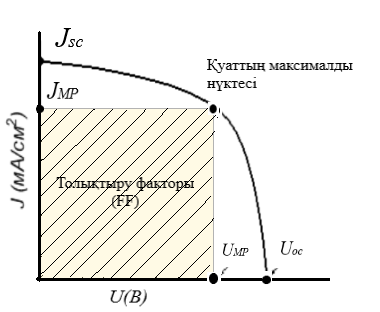 Jsc
Қуаттың максималды
нүктесі
JMP
J (мА/см²)
Толықтыру факторы
(FF)
UMP
Uoc
U(В)